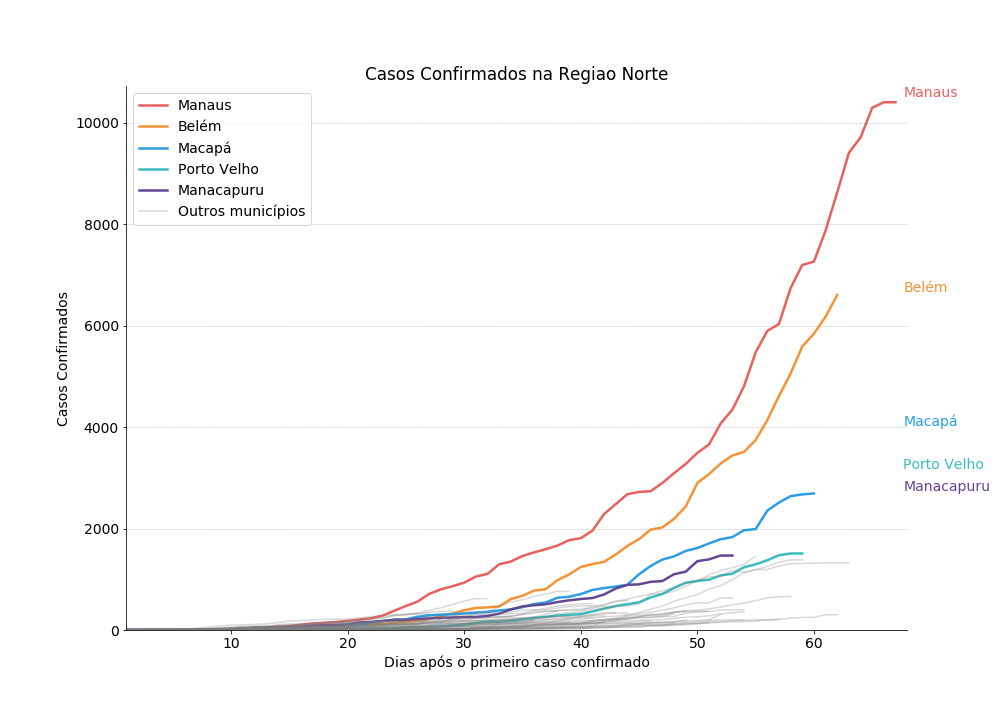 Casos Confirmados na Regiao Norte
Manaus
Belém
Macapá
Porto Velho
Manacapuru
Outros municípios
10000
8000
6000
4000
2000
0
Casos Confirmados
10
20
30
40
50
60
Dias após o primeiro caso confirmado
Manaus
Belém
Macapá
Porto Velho
Manacapuru